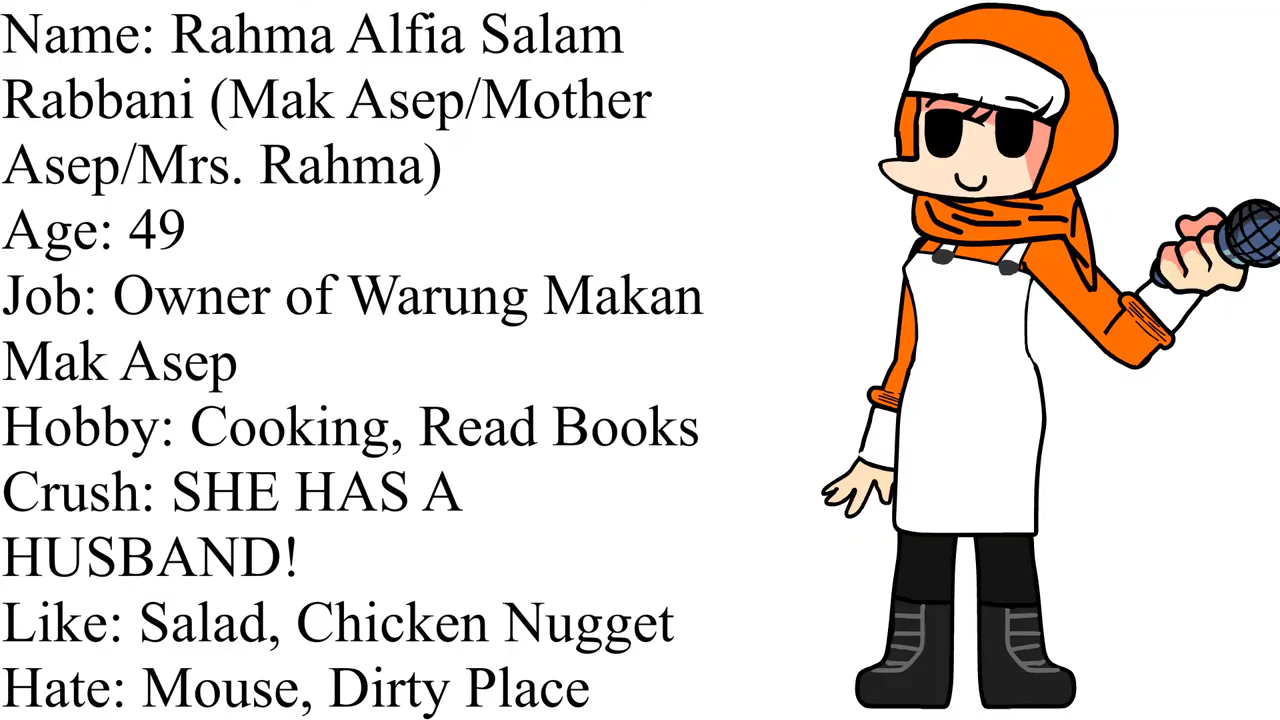 Name: Rahma Alfia Salam
Rabbani (Mak Asep/Mother
Asep/Mrs. Rahma)
Age: 49
Job: Owner of Warung Makan
Mak Asep
Hobby: Cooking, Read Books
Crush: SHE HAS A
HUSBAND!
Like: Salad, Chicken Nugget
Hate: Mouse, Dirty Place